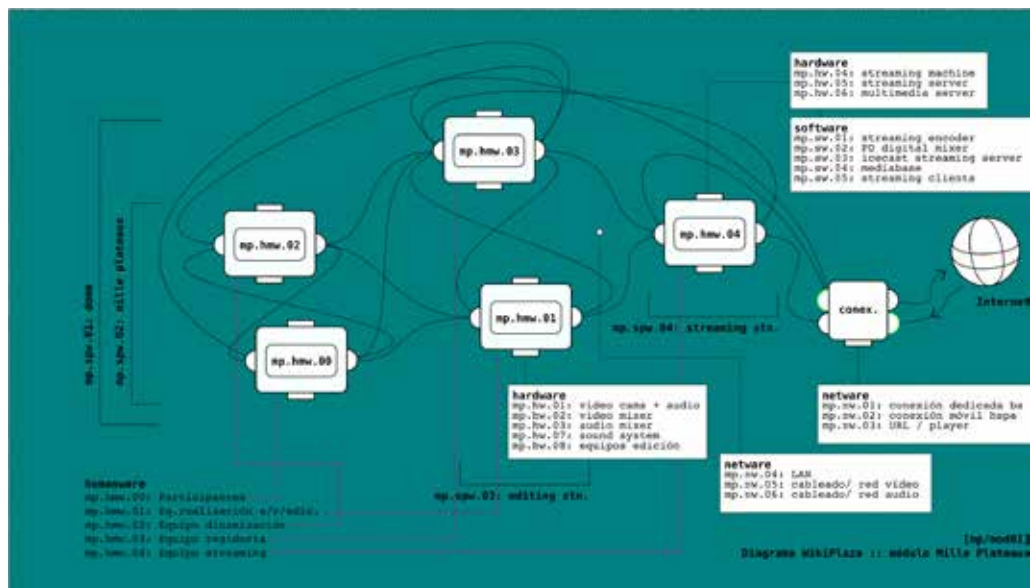 hardware
mp.hw.04: streaming machine
mp.hw.05: streaming server
mp.hw.06: multimedia server
software
mp.sw.01: streaming encoder
mp.sw.02: PD digital mixer
mp.sw.03: icecast streaming server
mp.sw.04: mediabase
mp.sw.05: streaming clients
mp.hmw.03
mp.hmw.02
mp.hmw.04
mp.hmw.01
mp.hmw.00
conex.
Internet
mp.spw.01: dome
mp.spw.02: mille plateaux
mp.spw.04: streaming stn.
hardware
mp.hw.01: video cams + audio
mp.hw.02: video mixer
mp.hw.03: audio mixer
mp.hw.07: sound system
mp.hw.08: equipos edición
netware
mp.nw.01: conexión dedicada
mp.nw.02: conexión móvil hspa
mp.nw.03: URL / player
netware
mp.nw.04: LAN
mp.nw.05: cableado/ red video
mp.nw.06: cableado/ red audio
mp.spw.03: editing stn.
humanware
mp.hmw.00: Participantes
mp.hmw.01: Eq.realización
mp.hmw.02: Equipo dinamización
mp.hmw.03: Equipo
mp.hmw.04: Equipo streaming
[mp/mod01]
Diagrama WikiPlaza :: módulo Mille Plateaux